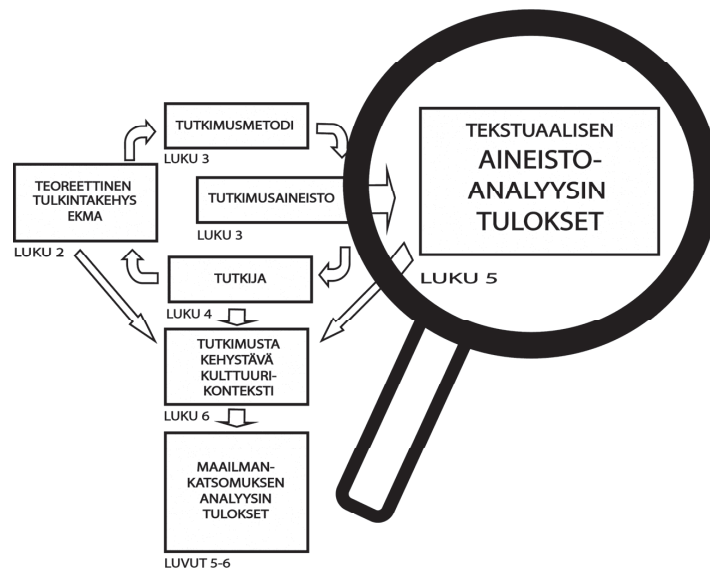 TUTKIMUSMETODI
LUKU 3
TEOREETTINEN
TULKINTAKEHYS
EKMA
LUKU 2
TUTKIMUSAINEISTO
LUKU 3
TEKSTUAALISEN
AINEISTO-
ANALYYSIN
TULOKSET
LUKU 5
TUTKIJA
LUKU 4
TUTKIMUSTA
KEHYSTÄVÄ
KULTTUURI-
KONTEKSTI
LUKU 6
MAAILMAN-
KATSOMUKSEN
ANALYYSIN
TULOKSET
LUVUT 5-6